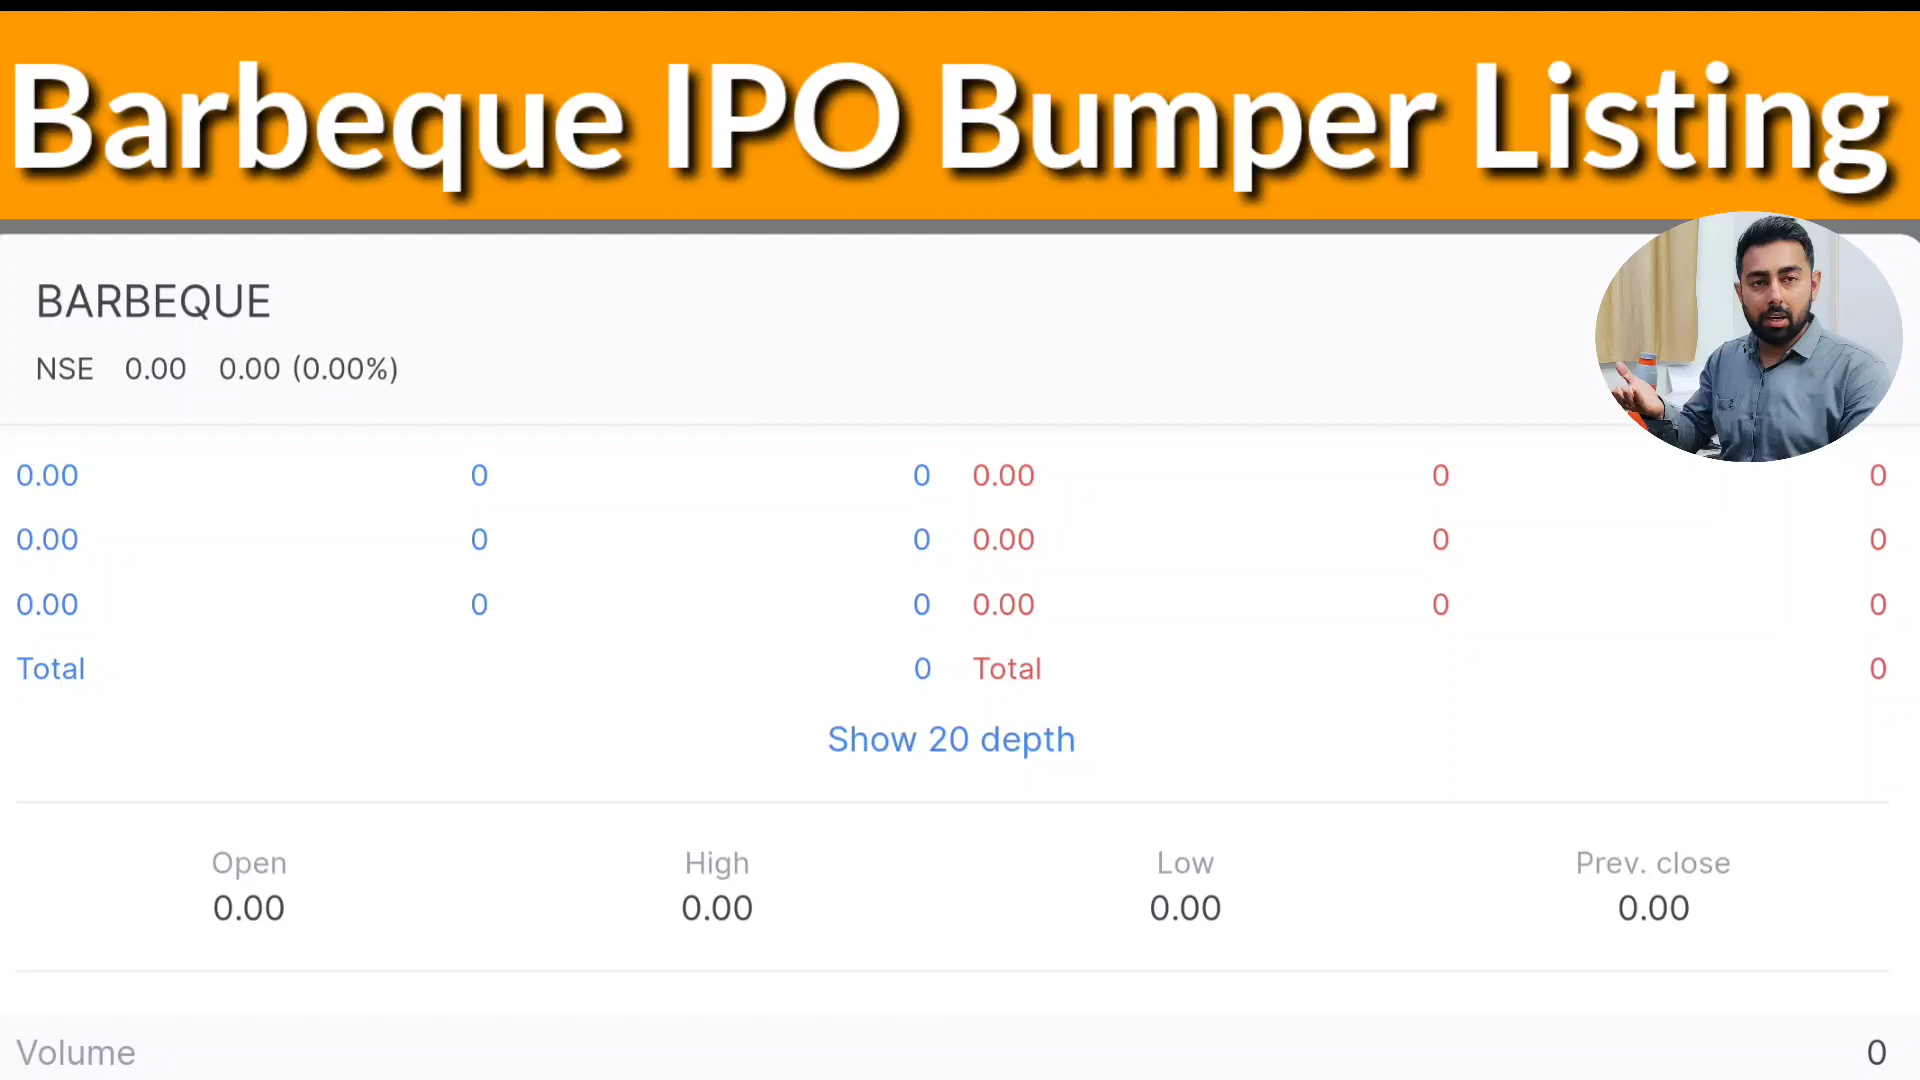 Barbeque IPO Bumper Listing
BARBEQUE
NSE 0.00 0.00 (0.00%)
0.00 0 0 0.00 0 0
0.00 0 0 0.00 0 0
0.00 0 0 0.00 0 0
Total 0 Total 0
Show 20 depth
Open High Low Prev. close
0.00 0.00 0.00 0.00
Volume 0